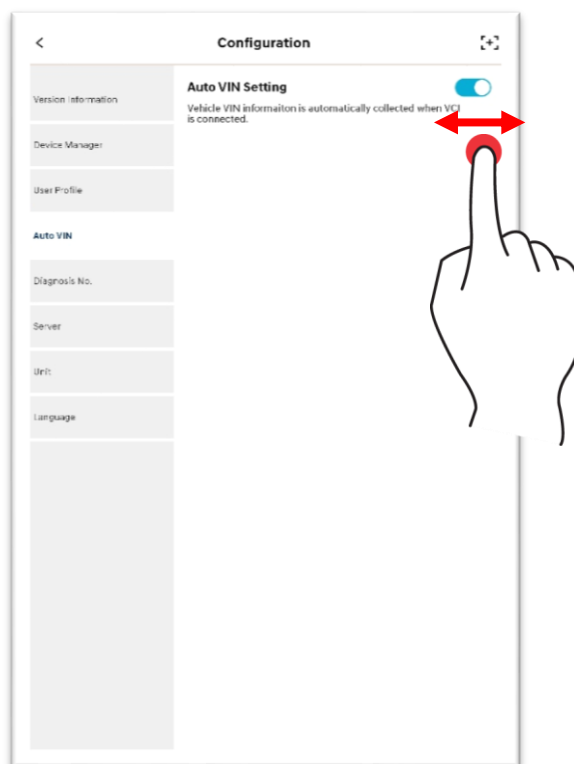 Configuration
Version Information
Device Manager
User Profile
Auto VIN
Diagnosis No.
Server
Unit
Language
Auto VIN Setting
Vehicle VIN informaiton is automatically collected when VCI
is connected.